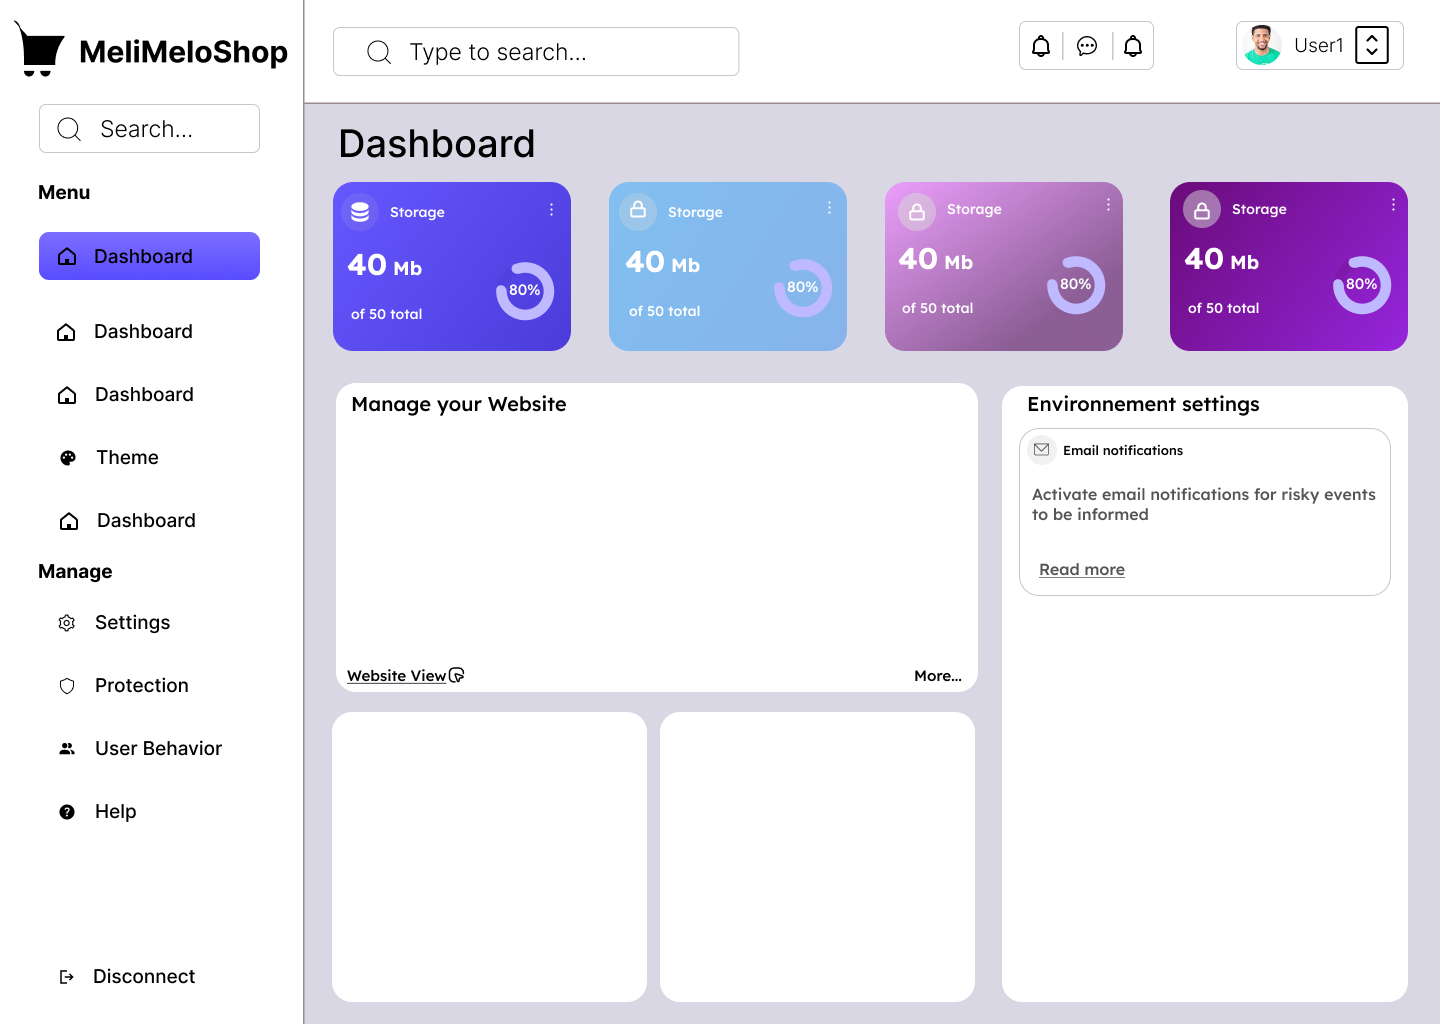 MeliMeloShop
Search...
Menu
Dashboard
Dashboard
Dashboard
Theme
Dashboard
Manage
Settings
Protection
User Behavior
Help
Disconnect
Type to search...
User1
Dashboard
Storage
40 Mb
80%
of 50 total
Storage
40 Mb
80%
of 50 total
Storage
40 Mb
80%
of 50 total
Storage
40 Mb
80%
of 50 total
Manage your Website
Website View
More...
Environnement settings
Email notifications
Activate email notifications for risky events
to be informed
Read more